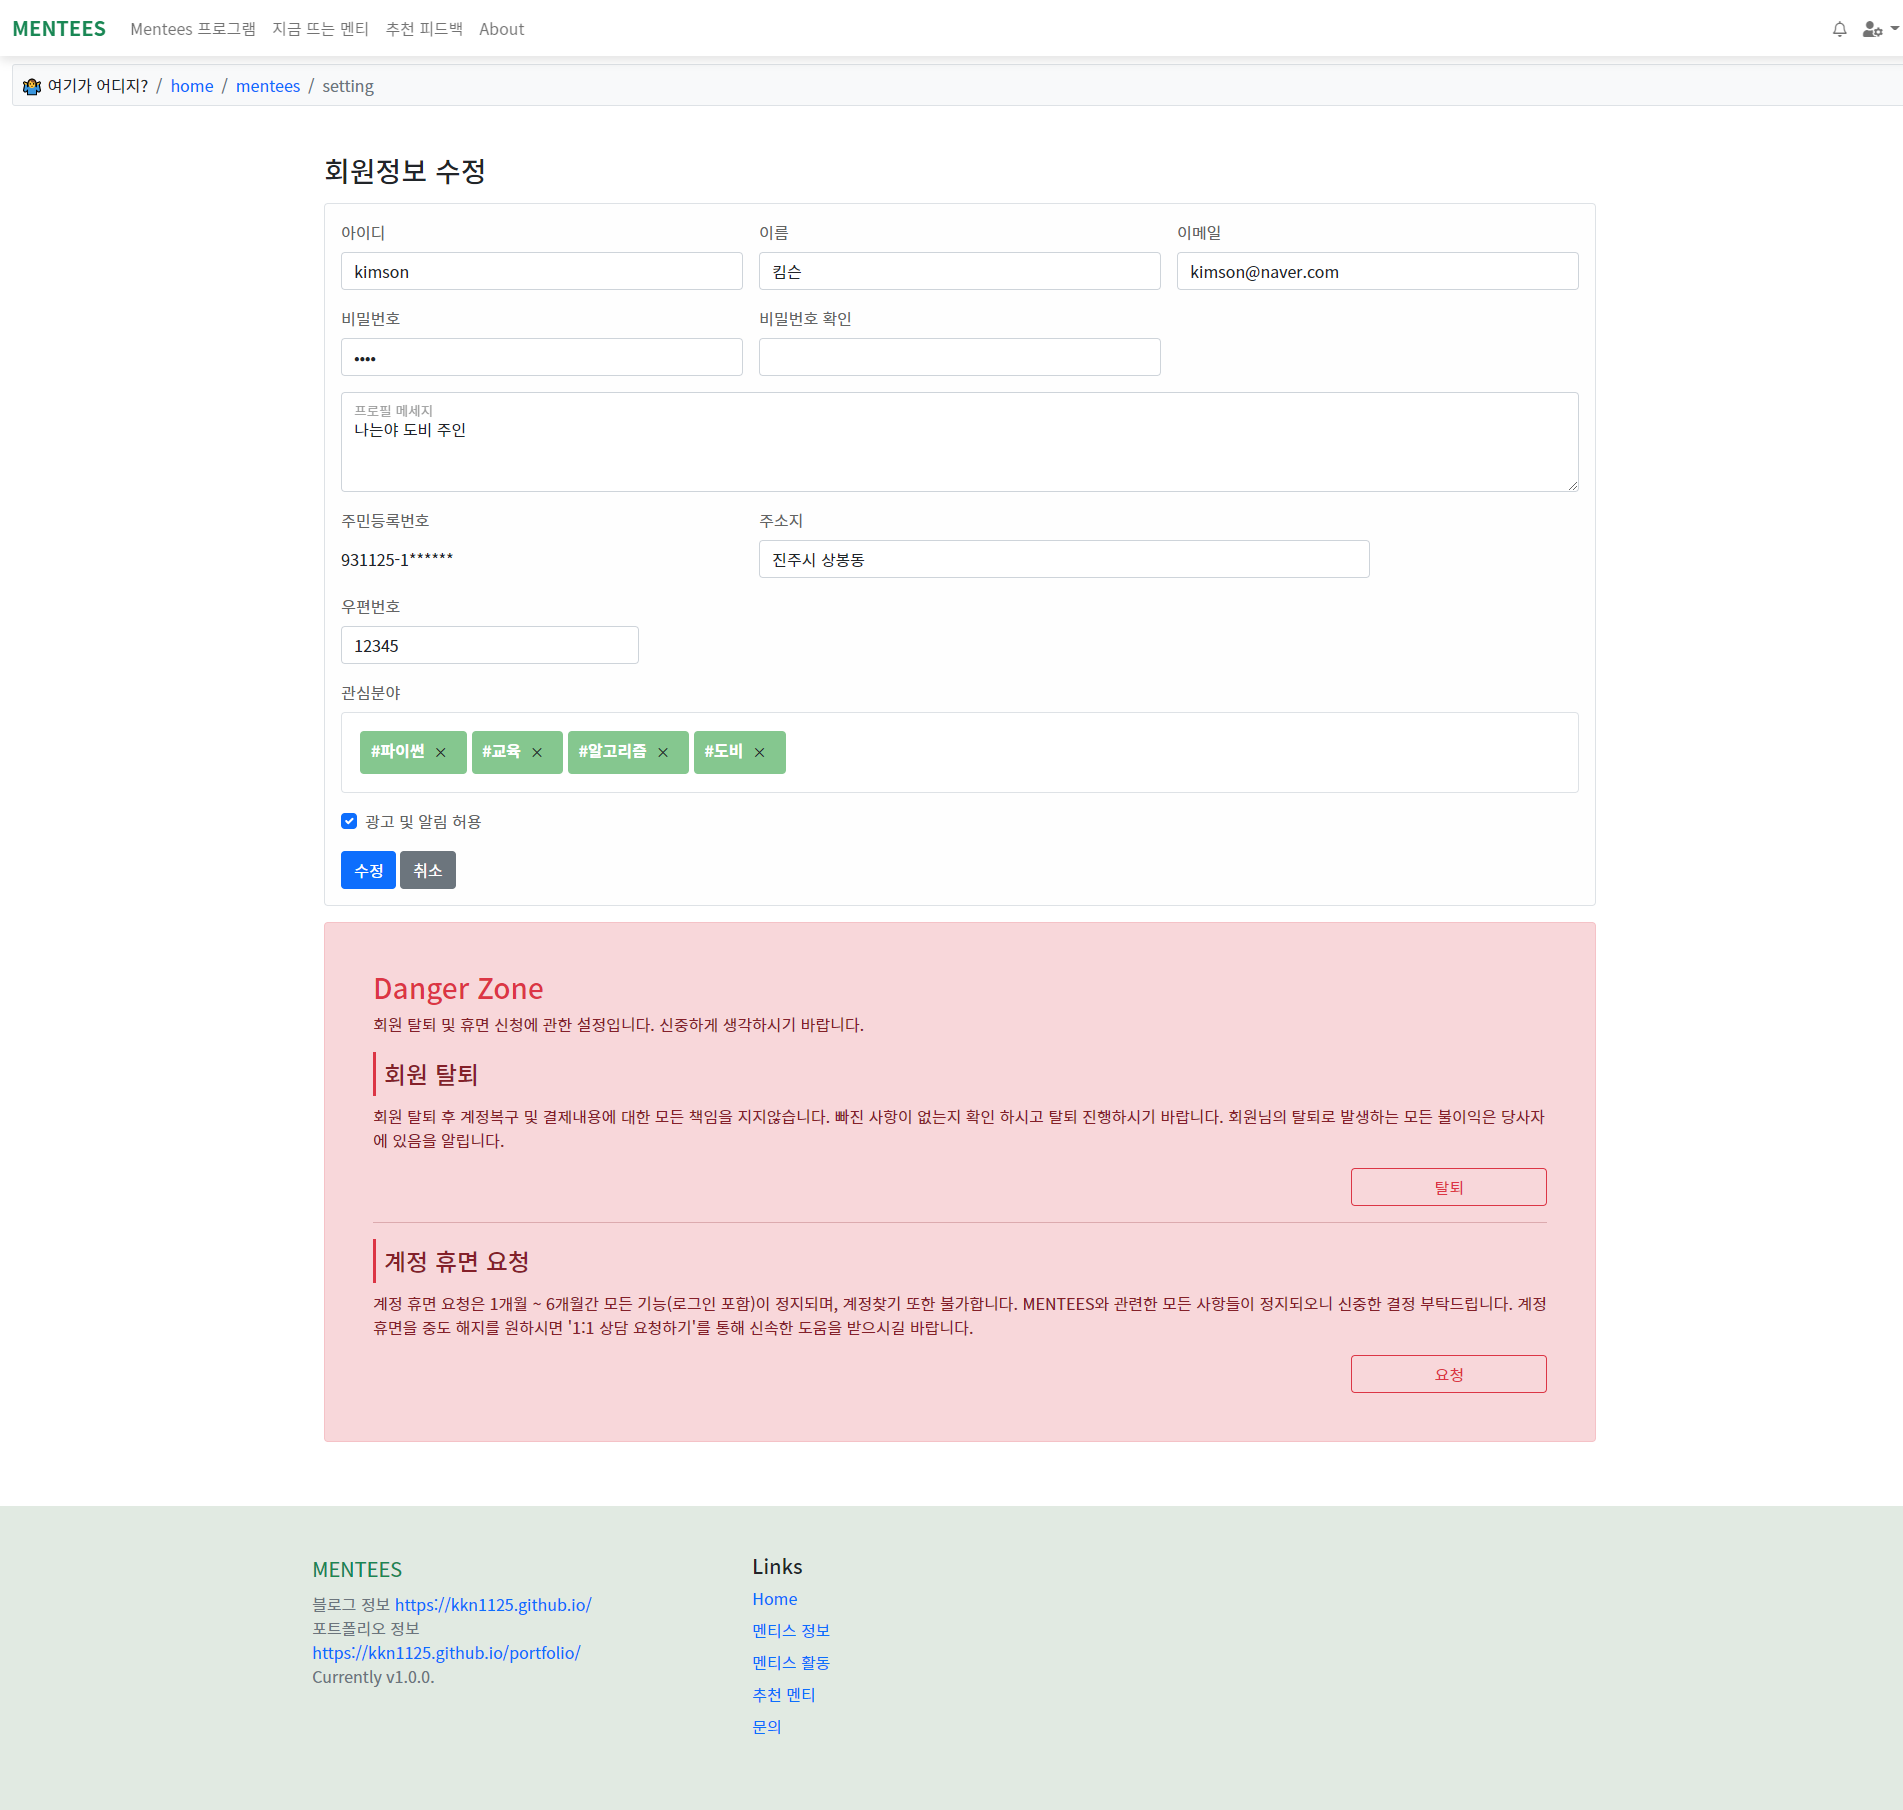 MENTEES Mentees 프로그램 지금 뜨는 멘티 추천 피드백 About
여기가 어디지? / home / mentees / setting
회원정보 수정
아이디 이름 이메일
kimson 킴슨 kimson@naver.com
비밀번호 비밀번호 확인
••••
프로필 메세지
나는야 도비 주인
주민등록번호 주소지
931125-1****** 진주시 상봉동
우편번호
12345
관심분야
#파이썬 × #교육 × #알고리즘 × #도비 ×
광고 및 알림 허용
수정 취소
Danger Zone
회원 탈퇴 및 휴면 신청에 관한 설정입니다. 신중하게 생각하시기 바랍니다.
회원 탈퇴
회원 탈퇴 후 계정복구 및 결제내용에 대한 모든 책임을 지지않습니다. 빠진 사항이 없는지 확인 하시고 탈퇴 진행하시기 바랍니다. 회원님의 탈퇴로 발생하는 모든 불이익은 당사자
에 있음을 알립니다.
탈퇴
계정 휴면 요청
계정 휴면 요청은 1개월 ~ 6개월간 모든 기능(로그인 포함)이 정지되며, 계정찾기 또한 불가합니다. MENTEES와 관련한 모든 사항들이 정지되오니 신중한 결정 부탁드립니다. 계정
휴면을 중도 해지를 원하시면 '1:1 상담 요청하기'를 통해 신속한 도움을 받으시길 바랍니다.
요청
MENTEES
블로그 정보 https://kkn1125.github.io/
포트폴리오 정보
https://kkn1125.github.io/portfolio/
Currently v1.0.0.
Links
Home
멘티스 정보
멘티스 활동
추천 멘티
문의